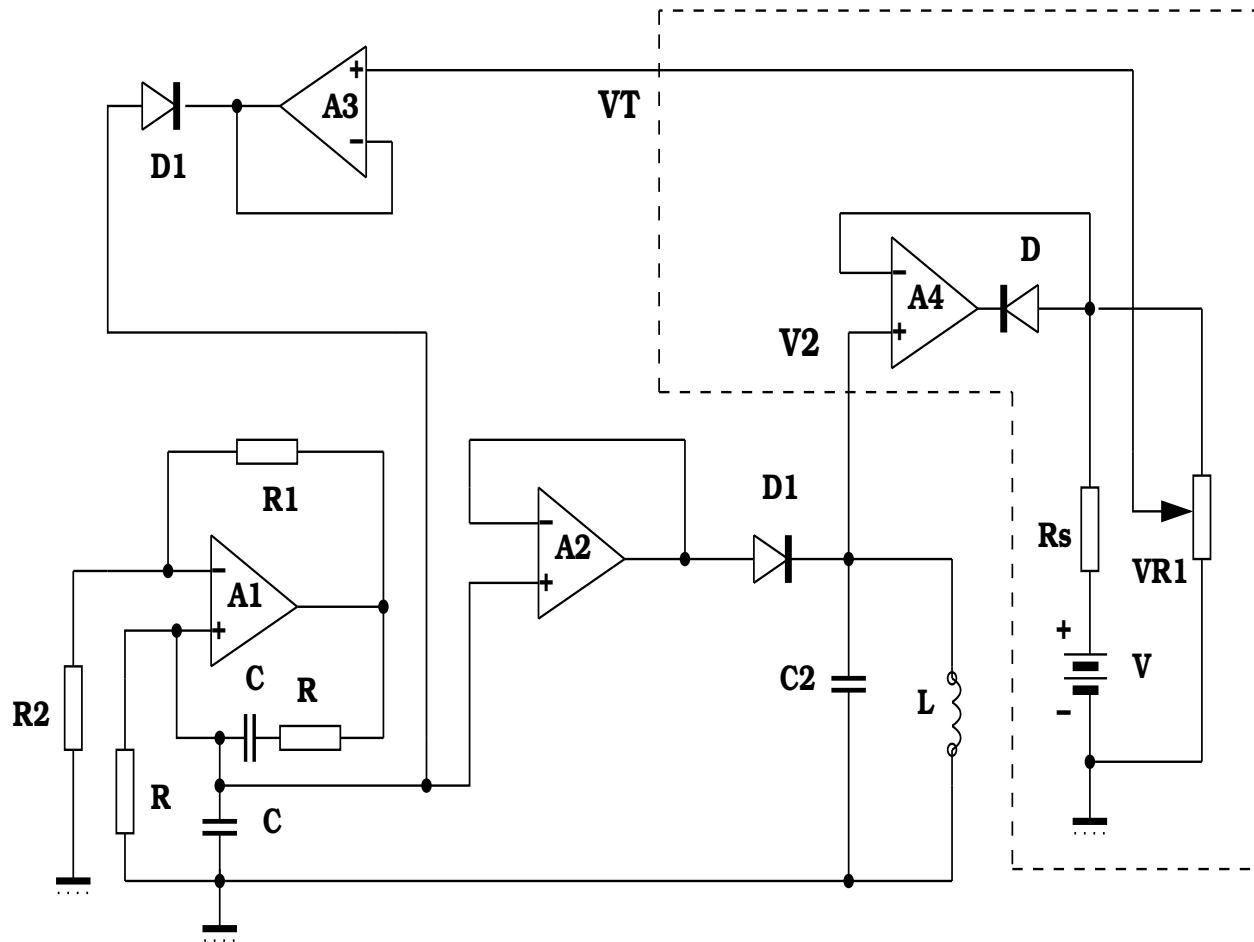 +
A3
-
D1
VT
D
-
A4
+
V2
R1
D1
-
A2
+
Rs
VR1
-
A1
+
C
R
+
V
-
C2
L
R2
R
C